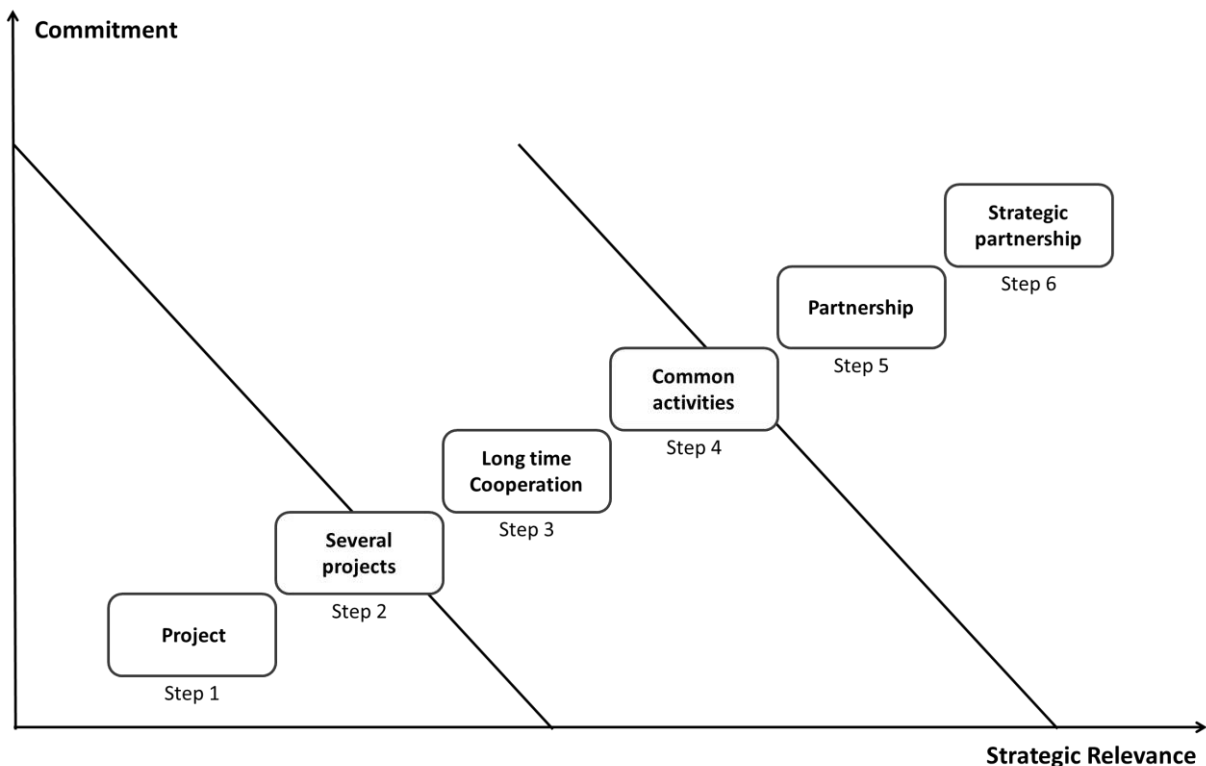 Commitment
Strategic
partnership
Step 6
Partnership
Step 5
Common
activities
Step 4
Long time
Cooperation
Step 3
Several
projects
Step 2
Project
Step 1
Strategic Relevance